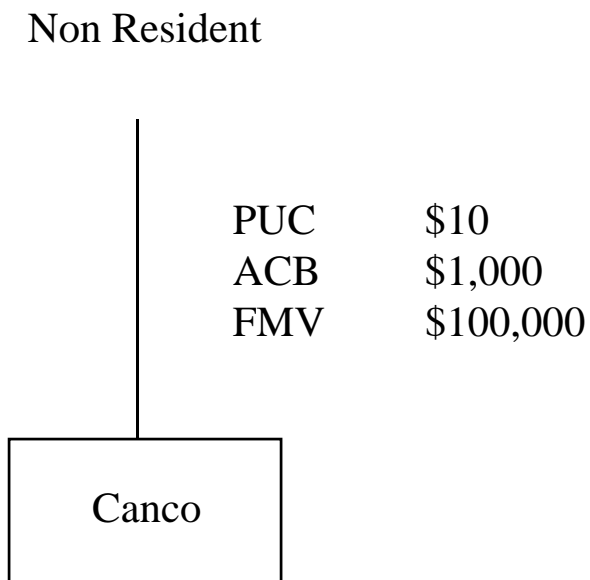 Non Resident
PUC $10
ACB $1,000
FMV $100,000
Canco